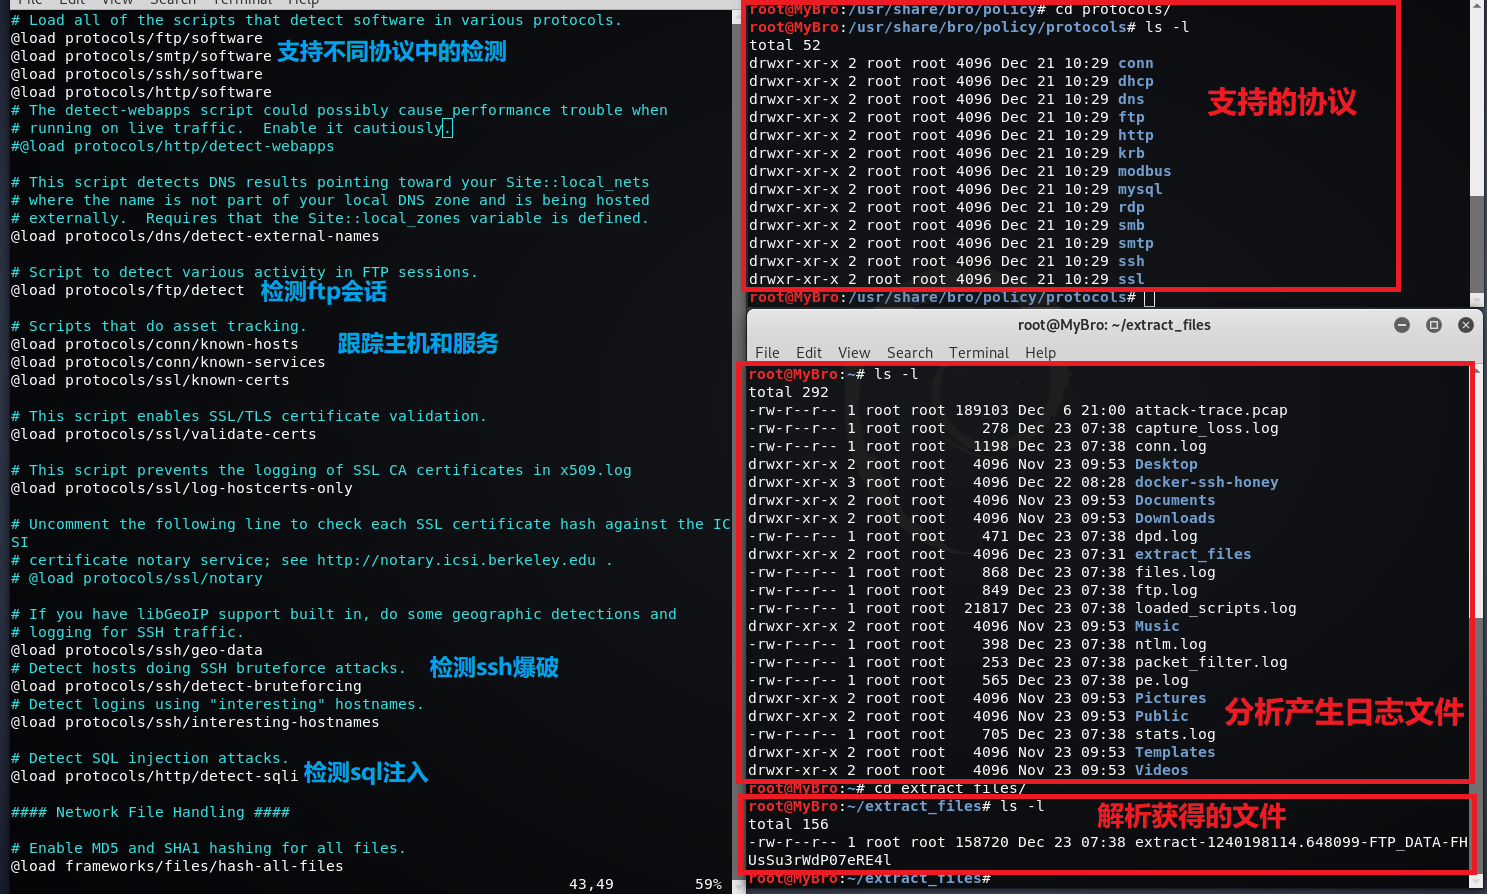 File Edit View Search Terminal Help
# Load all of the scripts that detect software in various protocols.
@load protocols/ftp/software
@load protocols/smtp/software 支持不同协议中的检测
@load protocols/ssh/software
@load protocols/http/software
# The detect-webapps script could possibly cause performance trouble when
# running on live traffic.  Enable it cautiously.
#@load protocols/http/detect-webapps
# This script detects DNS results pointing toward your Site::local_nets
# where the name is not part of your local DNS zone and is being hosted
# externally.  Requires that the Site::local_zones variable is defined.
@load protocols/dns/detect-external-names
# Script to detect various activity in FTP sessions.
@load protocols/ftp/detect 检测ftp会话
# Scripts that do asset tracking.
@load protocols/conn/known-hosts 跟踪主机和服务
@load protocols/conn/known-services
@load protocols/ssl/known-certs
# This script enables SSL/TLS certificate validation.
@load protocols/ssl/validate-certs
# This script prevents the logging of SSL CA certificates in x509.log
@load protocols/ssl/log-hostcerts-only
# Uncomment the following line to check each SSL certificate hash against the IC
SI
# certificate notary service; see http://notary.icsi.berkeley.edu .
# @load protocols/ssl/notary
# If you have libGeoIP support built in, do some geographic detections and
# logging for SSH traffic.
@load protocols/ssh/geo-data
# Detect hosts doing SSH bruteforce attacks. 检测ssh爆破
@load protocols/ssh/detect-bruteforcing
# Detect logins using "interesting" hostnames.
@load protocols/ssh/interesting-hostnames
# Detect SQL injection attacks.
@load protocols/http/detect-sqli 检测sql注入
#### Network File Handling ####
# Enable MD5 and SHA1 hashing for all files.
@load frameworks/files/hash-all-files
43,49 59%
root@MyBro:/usr/share/bro/policy# cd protocols/
root@MyBro:/usr/share/bro/policy/protocols# ls -l
total 52
drwxr-xr-x 2 root root 4096 Dec 21 10:29 conn
drwxr-xr-x 2 root root 4096 Dec 21 10:29 dhcp
drwxr-xr-x 2 root root 4096 Dec 21 10:29 dns
支持的协议
drwxr-xr-x 2 root root 4096 Dec 21 10:29 ftp
drwxr-xr-x 2 root root 4096 Dec 21 10:29 http
drwxr-xr-x 2 root root 4096 Dec 21 10:29 krb
drwxr-xr-x 2 root root 4096 Dec 21 10:29 modbus
drwxr-xr-x 2 root root 4096 Dec 21 10:29 mysql
drwxr-xr-x 2 root root 4096 Dec 21 10:29 rdp
drwxr-xr-x 2 root root 4096 Dec 21 10:29 smb
drwxr-xr-x 2 root root 4096 Dec 21 10:29 smtp
drwxr-xr-x 2 root root 4096 Dec 21 10:29 ssh
drwxr-xr-x 2 root root 4096 Dec 21 10:29 ssl
root@MyBro:/usr/share/bro/policy/protocols#
root@MyBro: ~/extract_files
File Edit View Search Terminal Help
root@MyBro:~# ls -l
total 292
-rw-r--r-- 1 root root 189103 Dec  6 21:00 attack-trace.pcap
-rw-r--r-- 1 root root    278 Dec 23 07:38 capture_loss.log
-rw-r--r-- 1 root root   1198 Dec 23 07:38 conn.log
drwxr-xr-x 2 root root   4096 Nov 23 09:53 Desktop
drwxr-xr-x 3 root root   4096 Dec 22 08:28 docker-ssh-honey
drwxr-xr-x 2 root root   4096 Nov 23 09:53 Documents
drwxr-xr-x 2 root root   4096 Nov 23 09:53 Downloads
-rw-r--r-- 1 root root    471 Dec 23 07:38 dpd.log
drwxr-xr-x 2 root root   4096 Dec 23 07:31 extract_files
-rw-r--r-- 1 root root    868 Dec 23 07:38 files.log
-rw-r--r-- 1 root root    849 Dec 23 07:38 ftp.log
-rw-r--r-- 1 root root  21817 Dec 23 07:38 loaded_scripts.log
drwxr-xr-x 2 root root   4096 Nov 23 09:53 Music
-rw-r--r-- 1 root root    398 Dec 23 07:38 ntlm.log
-rw-r--r-- 1 root root    253 Dec 23 07:38 packet_filter.log
-rw-r--r-- 1 root root    565 Dec 23 07:38 pe.log
drwxr-xr-x 2 root root   4096 Nov 23 09:53 Pictures
drwxr-xr-x 2 root root   4096 Nov 23 09:53 Public 分析产生日志文件
-rw-r--r-- 1 root root    705 Dec 23 07:38 stats.log
drwxr-xr-x 2 root root   4096 Nov 23 09:53 Templates
drwxr-xr-x 2 root root   4096 Nov 23 09:53 Videos
root@MyBro:~# cd extract_files/
root@MyBro:~/extract_files# ls -l 解析获得的文件
total 156
-rw-r--r-- 1 root root 158720 Dec 23 07:38 extract-1240198114.648099-FTP_DATA-FH
UsSu3rWdP07eRE4l
root@MyBro:~/extract_files#